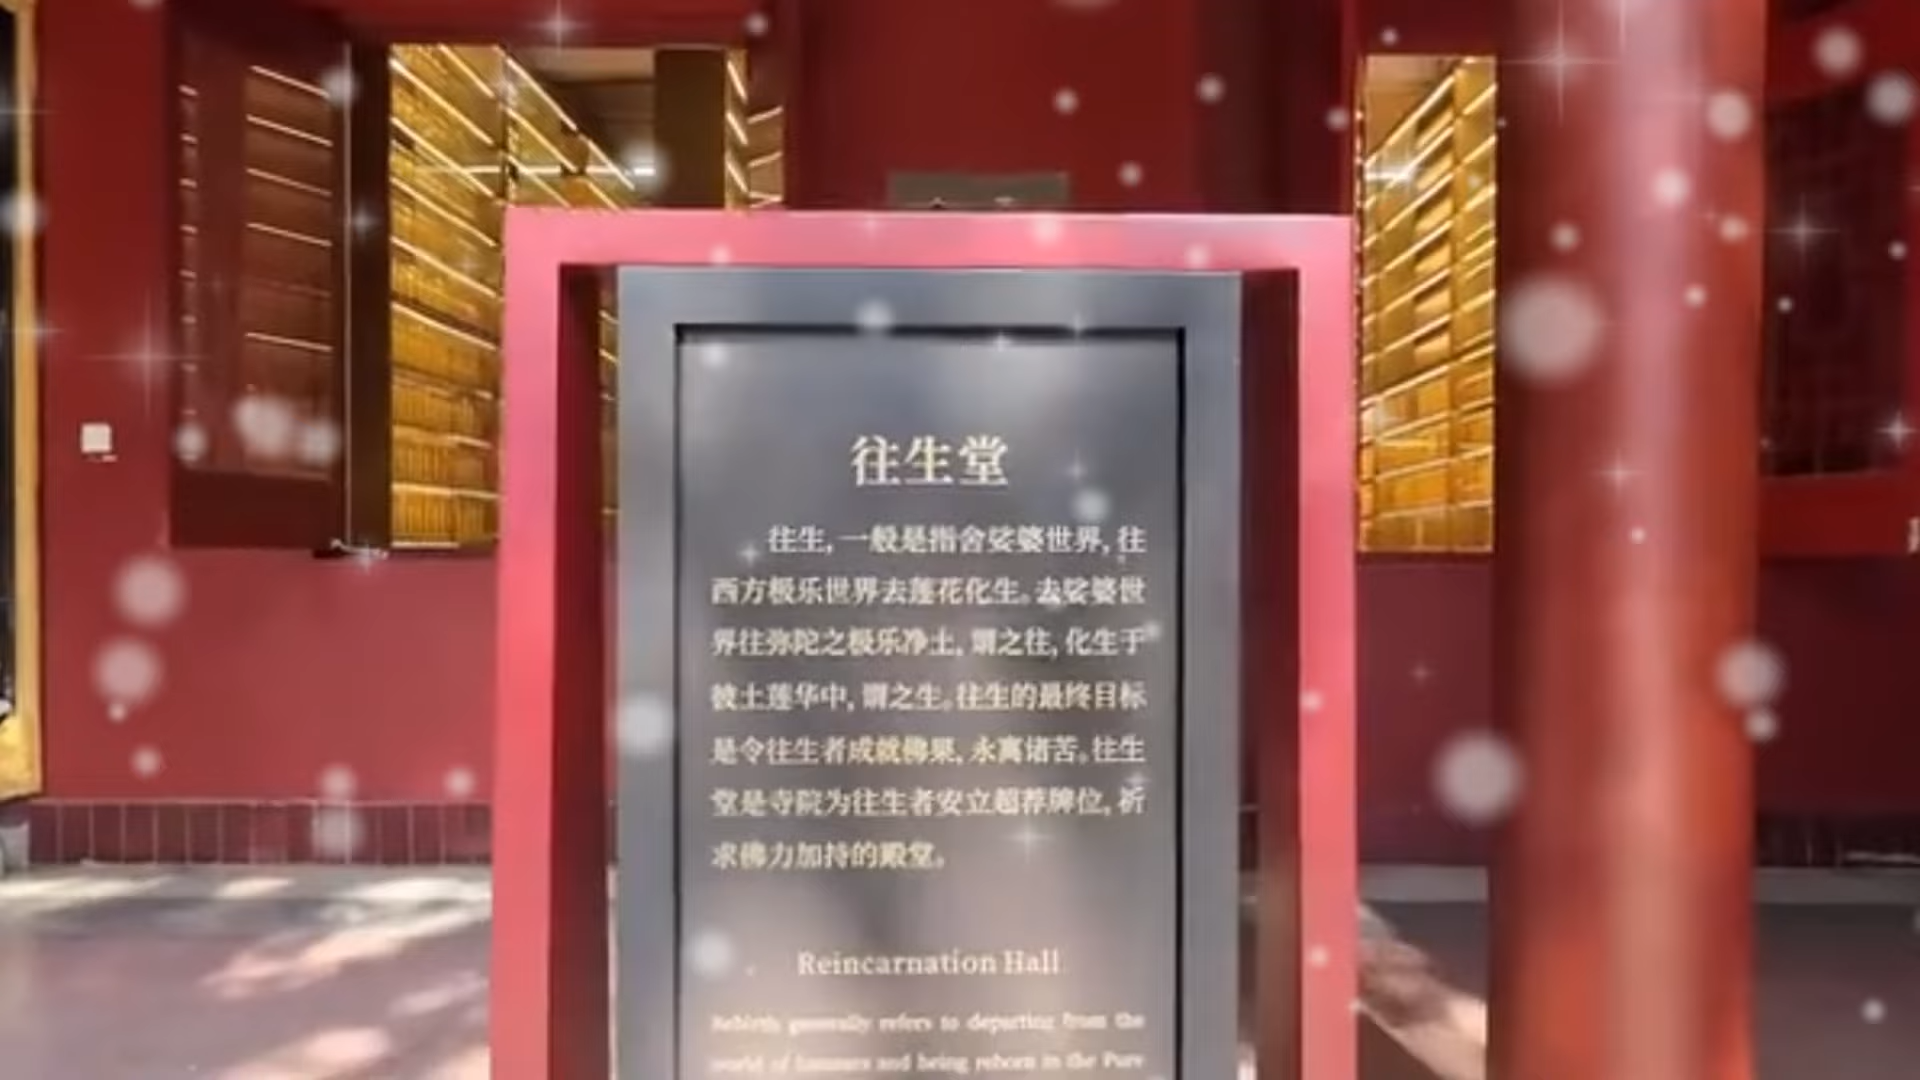 往生堂
往生，一般是指舍娑婆世界，往
西方极乐世界去莲花化生。去娑婆世
界往弥陀之极乐净土，谓之往，化生于
彼土莲华中，谓之生。往生的最终目标
是令往生者成就佛果，永离诸苦。往生
堂是寺院为往生者安立超荐牌位，祈
求佛力加持的殿堂。
Reincarnation Hall
Rebirth generally refers to departing from the
world of and being reborn in the Pure